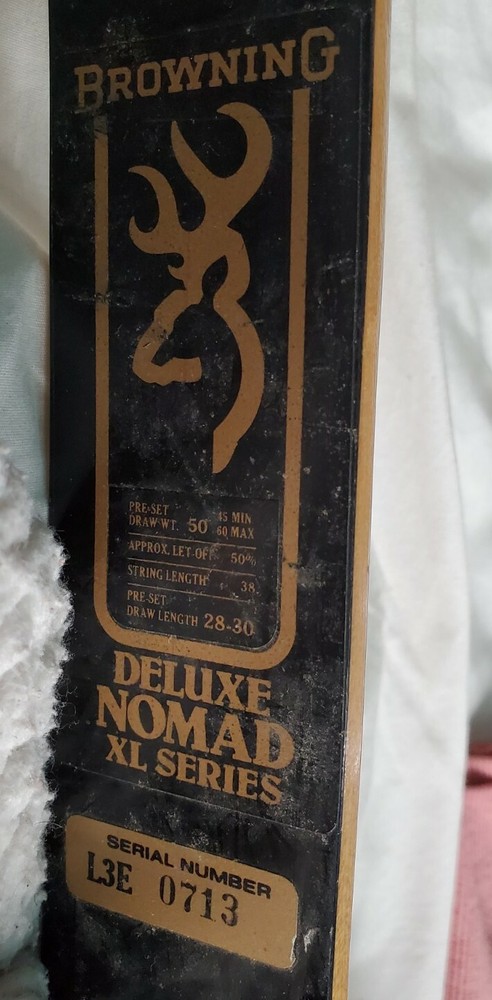 BROWNING
PRE-SET
DRAW WT. 50 45 MIN
60 MAX
APPROX. LET-OFF 50%
STRING LENGTH 38
PRE-SET
DRAW LENGTH 28-30
DELUXE
NOMAD
XL SERIES
SERIAL NUMBER
L3E 0713